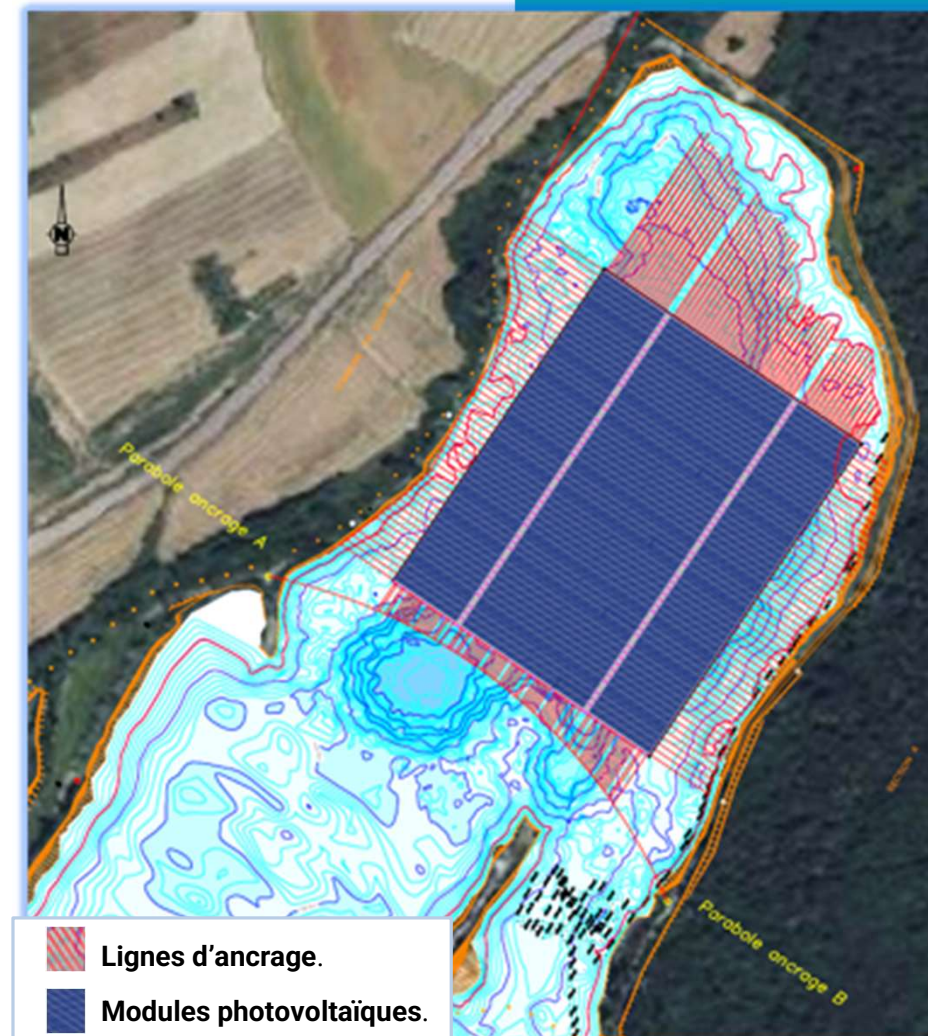 N
Parabole ancrage A
Parabole ancrage B
Lignes d'ancrage.
Modules photovoltaïques.